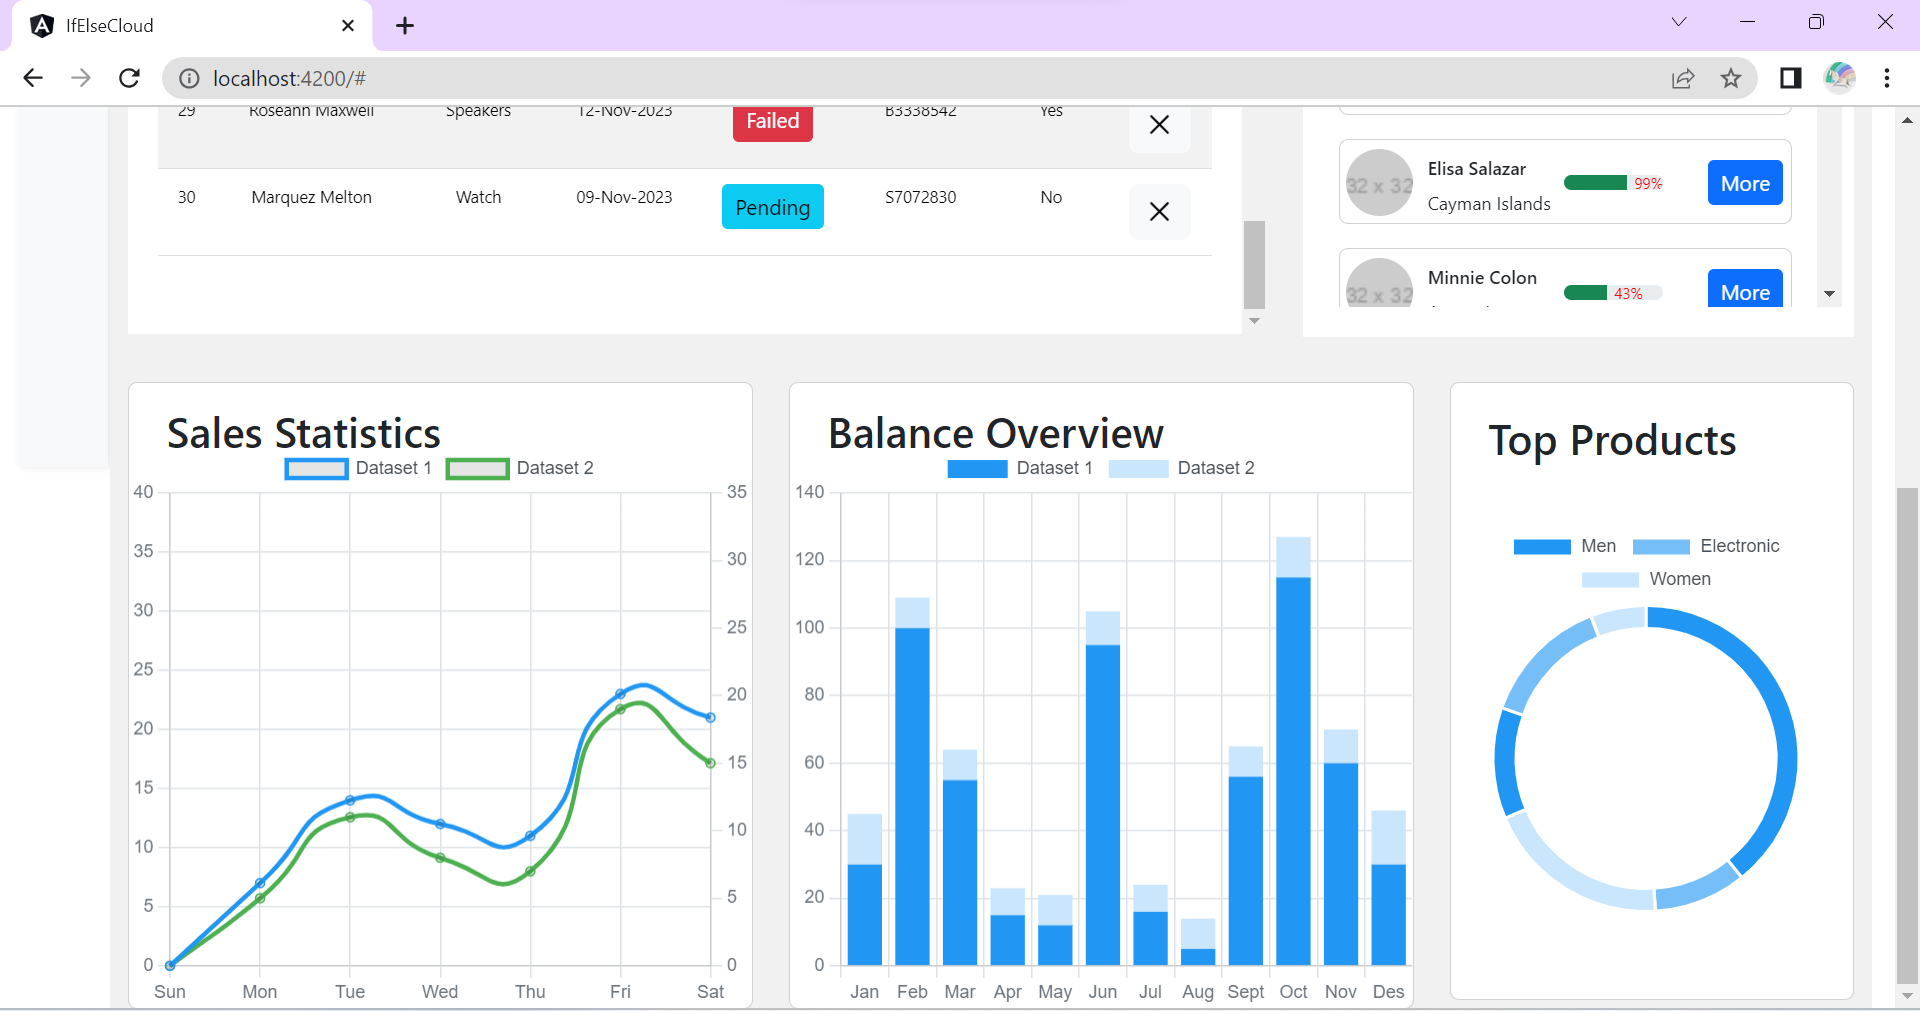 IfElseCloud
localhost:4200/#
29 Roseann Maxwell Speakers 12-Nov-2023 Failed B3338542 Yes
30 Marquez Melton Watch 09-Nov-2023 Pending S7072830 No
32 x 32 Elisa Salazar 99% More
Cayman Islands
32 x 32 Minnie Colon 43% More
Sales Statistics
Dataset 1 Dataset 2
40 35
35 30
30 25
25 20
20 15
15 10
10 5
5 0
0
Sun Mon Tue Wed Thu Fri Sat
Balance Overview
Dataset 1 Dataset 2
140
120
100
80
60
40
20
0
Jan Feb Mar Apr May Jun Jul Aug Sept Oct Nov Des
Top Products
Men Electronic
Women